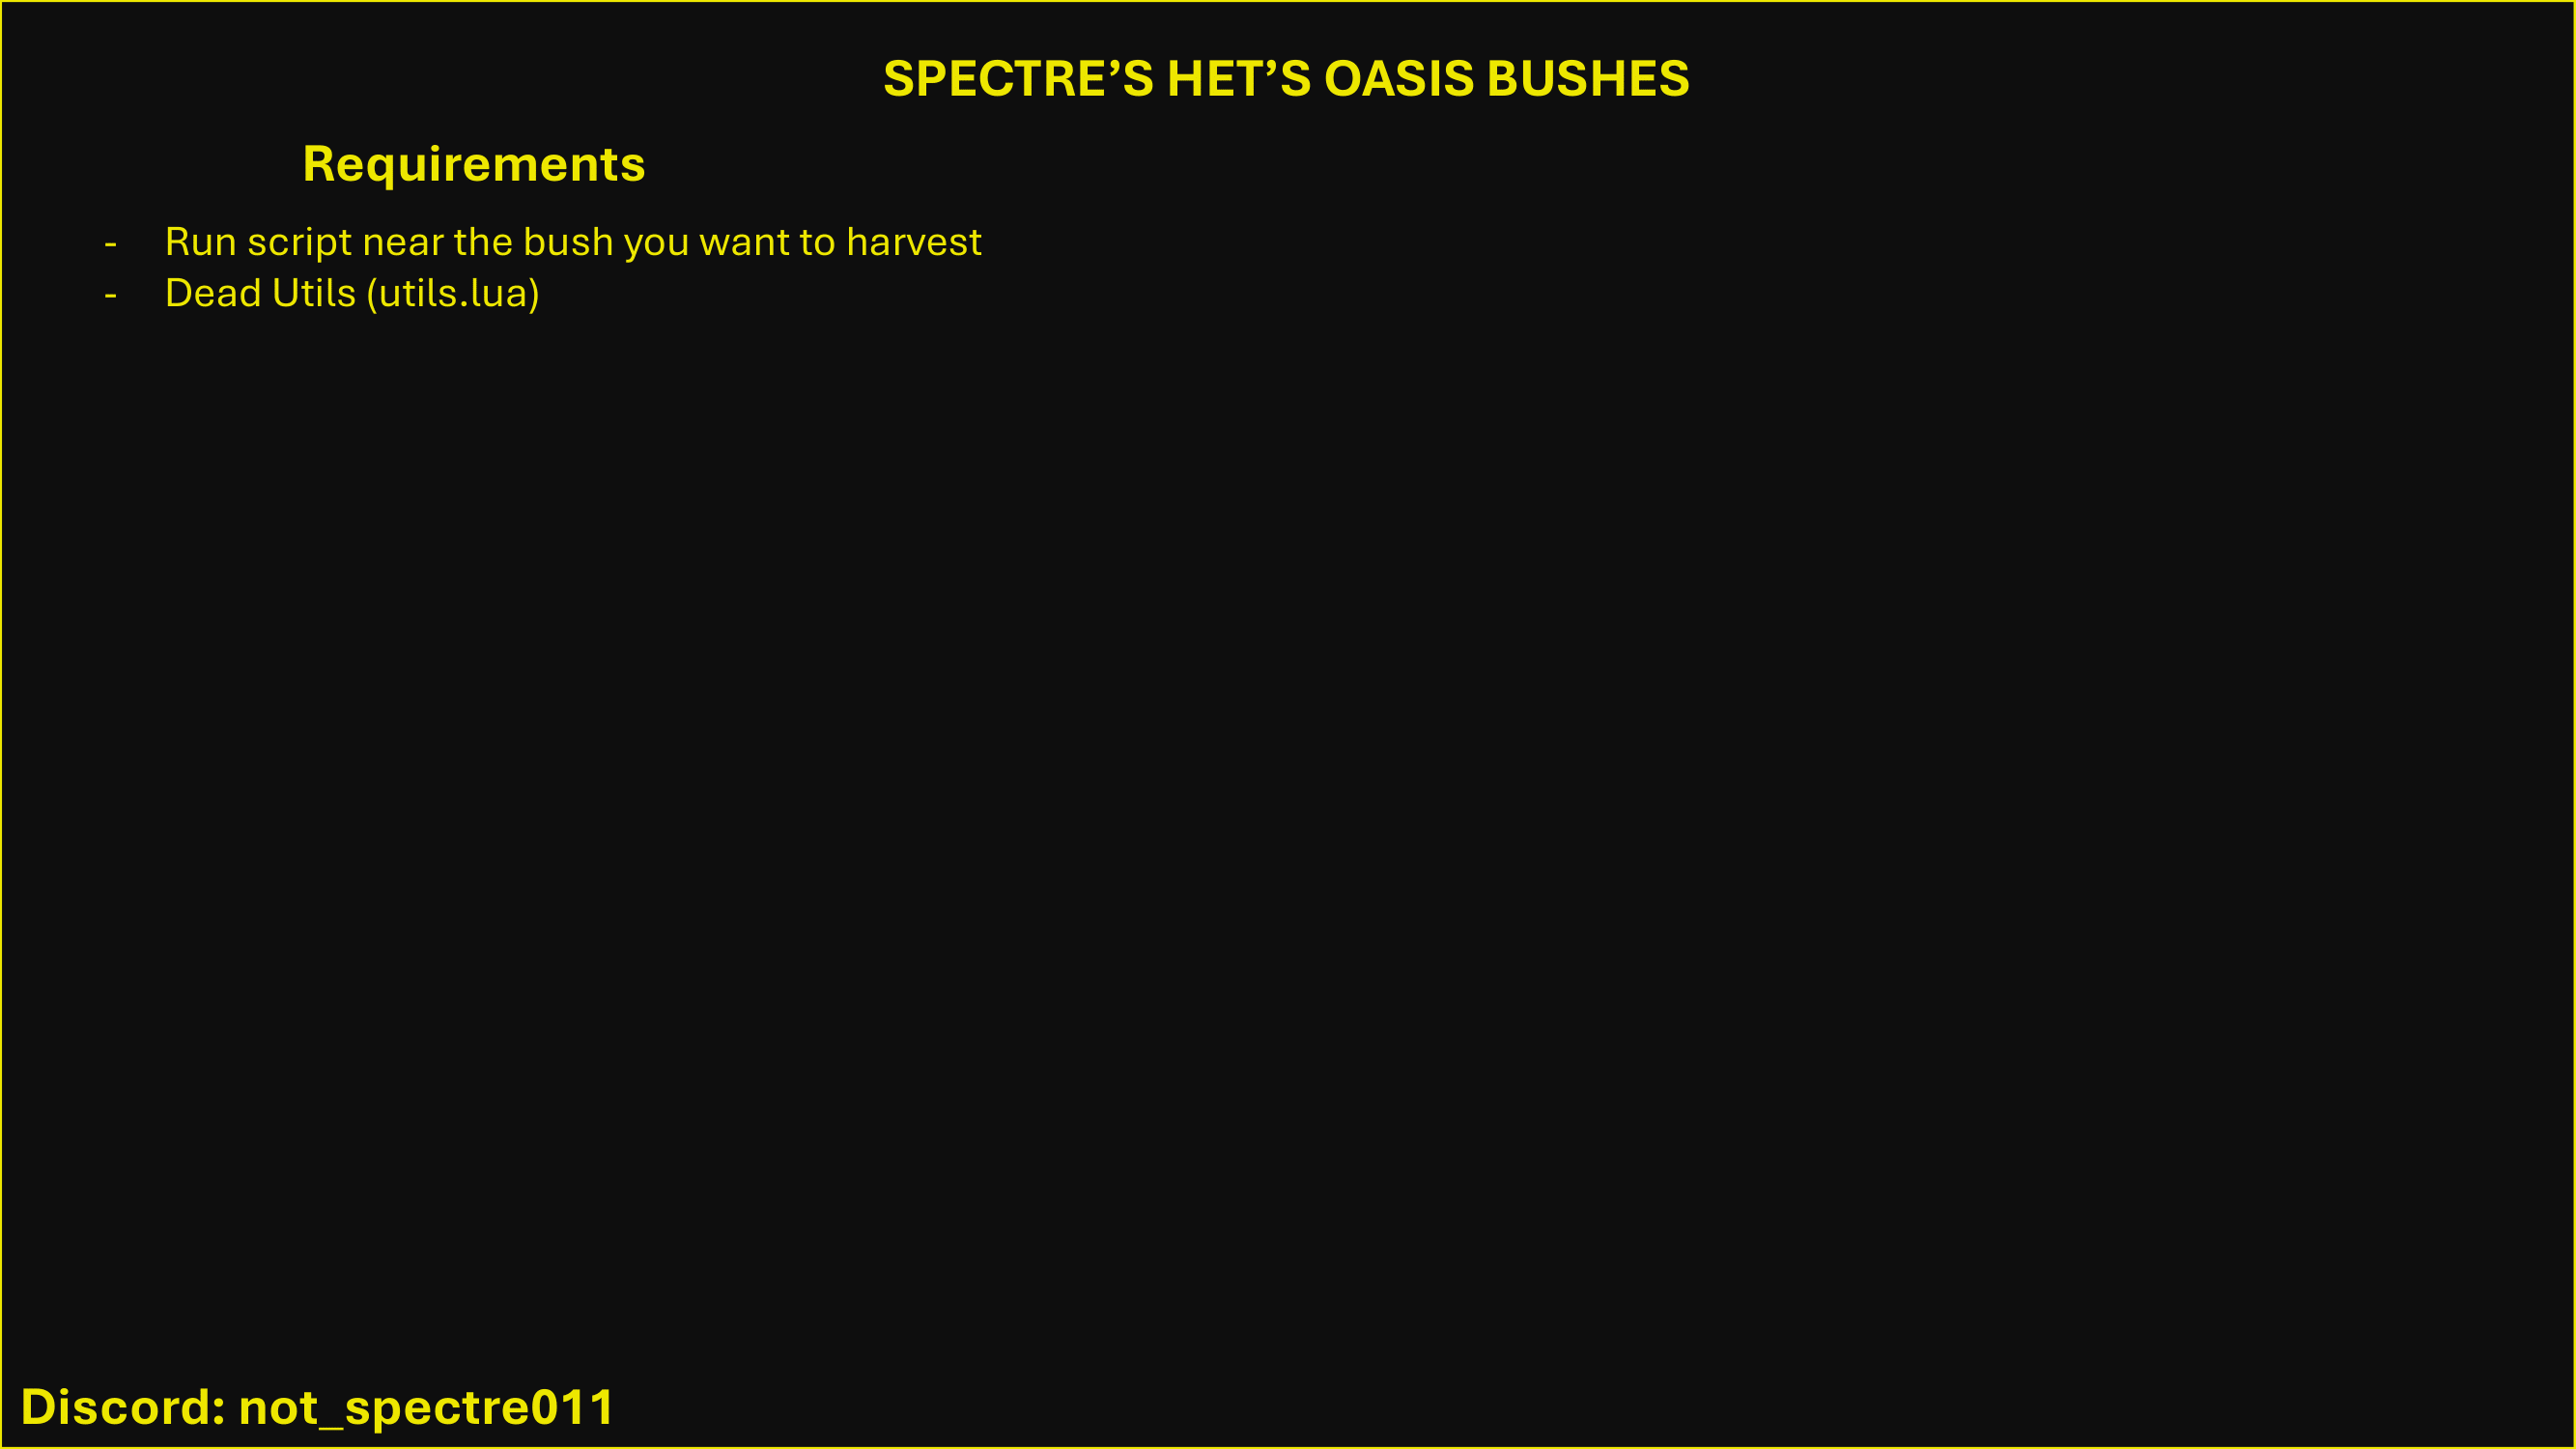 SPECTRE’S HET’S OASIS BUSHES
Requirements
- Run script near the bush you want to harvest
- Dead Utils (utils.lua)
Discord: not_spectre011